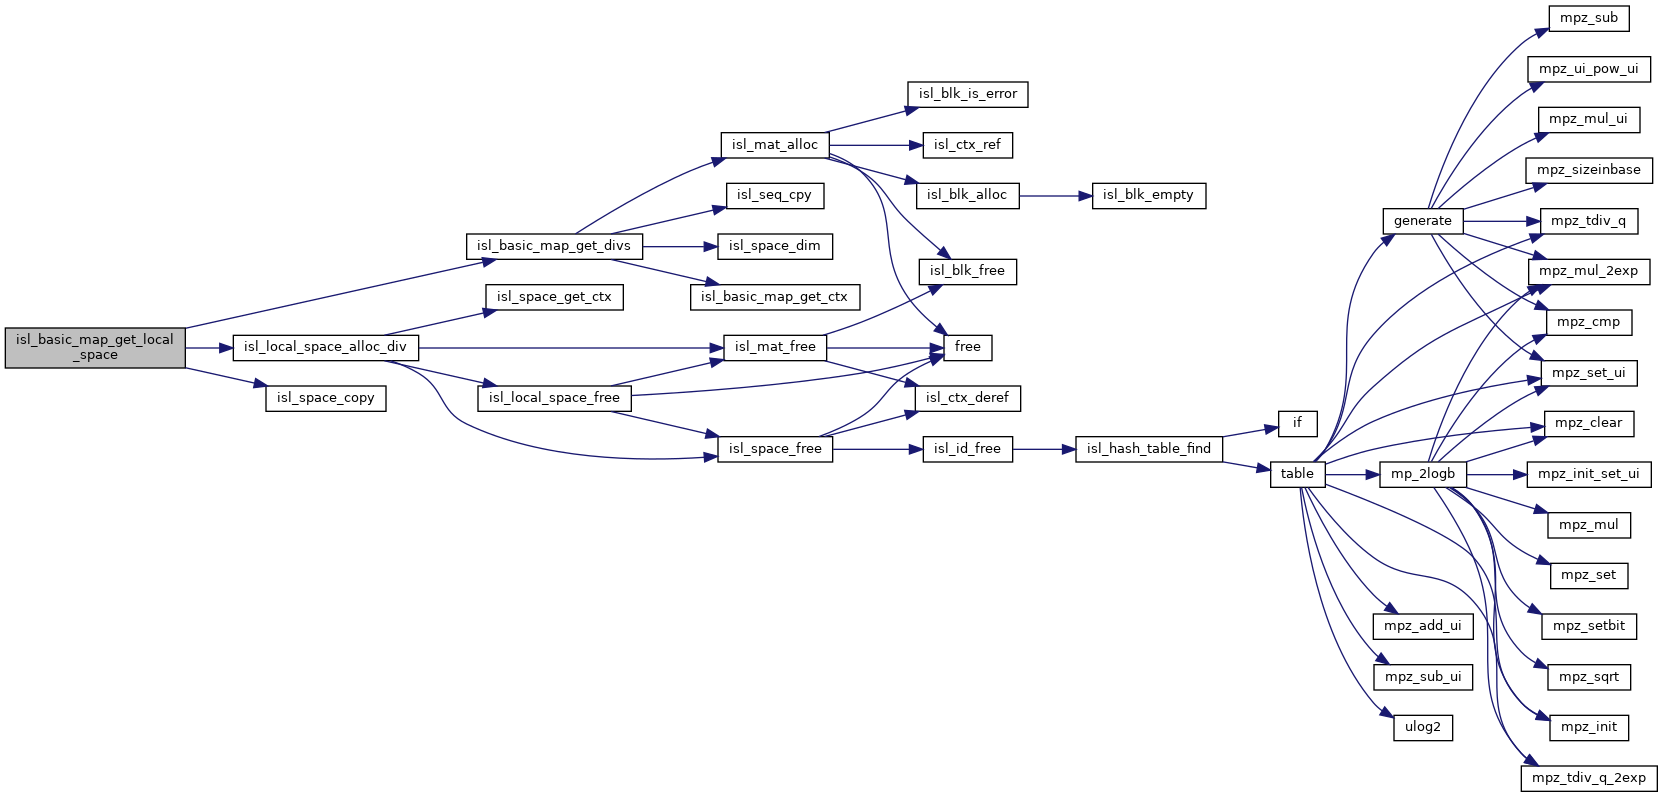 mpz_sub
mpz_ui_pow_ui
isl_blk_is_error
mpz_mul_ui
isl_mat_alloc
isl_ctx_ref
mpz_sizeinbase
isl_seq_cpy
isl_blk_alloc
isl_blk_empty
generate
mpz_tdiv_q
isl_basic_map_get_divs
isl_space_dim
isl_blk_free
mpz_mul_2exp
isl_space_get_ctx
isl_basic_map_get_ctx
mpz_cmp
isl_basic_map_get_local
_space
isl_local_space_alloc_div
isl_mat_free
free
mpz_set_ui
isl_space_copy
isl_local_space_free
isl_ctx_deref
if
mpz_clear
isl_space_free
isl_id_free
isl_hash_table_find
table
mp_2logb
mpz_init_set_ui
mpz_mul
mpz_set
mpz_add_ui
mpz_setbit
mpz_sub_ui
mpz_sqrt
ulog2
mpz_init
mpz_tdiv_q_2exp